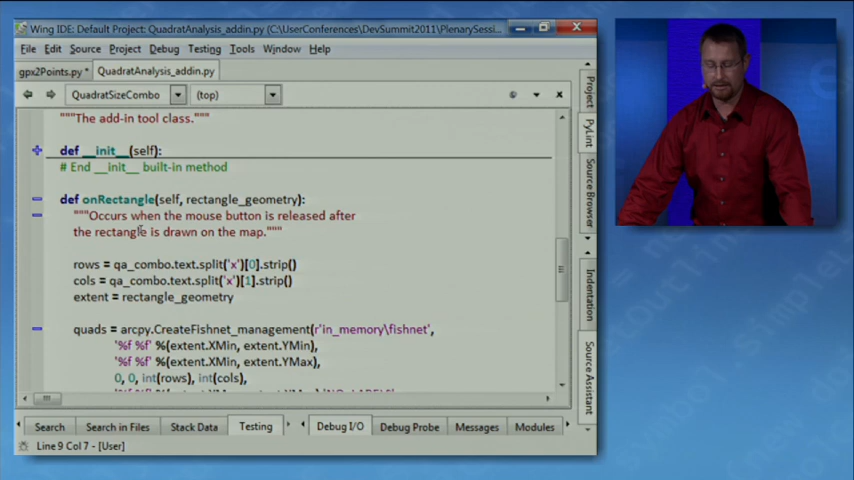 Wing IDE: Default Project: QuadratAnalysis_addin.py (C:\UserConferences\DevSummit2011\PlenarySessi...
File Edit Source Project Debug Testing Tools Window Help
gpx2Points.py * QuadratAnalysis_addin.py
QuadratSizeCombo (top)
"""The add-in tool class."""
def __init__(self):
# End __init__ built-in method
def onRectangle(self, rectangle_geometry):
"""Occurs when the mouse button is released after
the rectangle is drawn on the map."""
rows = qa_combo.text.split('x')[0].strip()
cols = qa_combo.text.split('x')[1].strip()
extent = rectangle_geometry
quads = arcpy.CreateFishnet_management(r'in_memory\fishnet',
'%f %f' %(extent.XMin, extent.YMin),
'%f %f' %(extent.XMin, extent.YMax),
0, 0, int(rows), int(cols),
Project
PyLint
Source Browser
Indentation
Source Assistant
Search Search in Files Stack Data Testing Debug I/O Debug Probe Messages Modules
Line 9 Col 7 - [User]